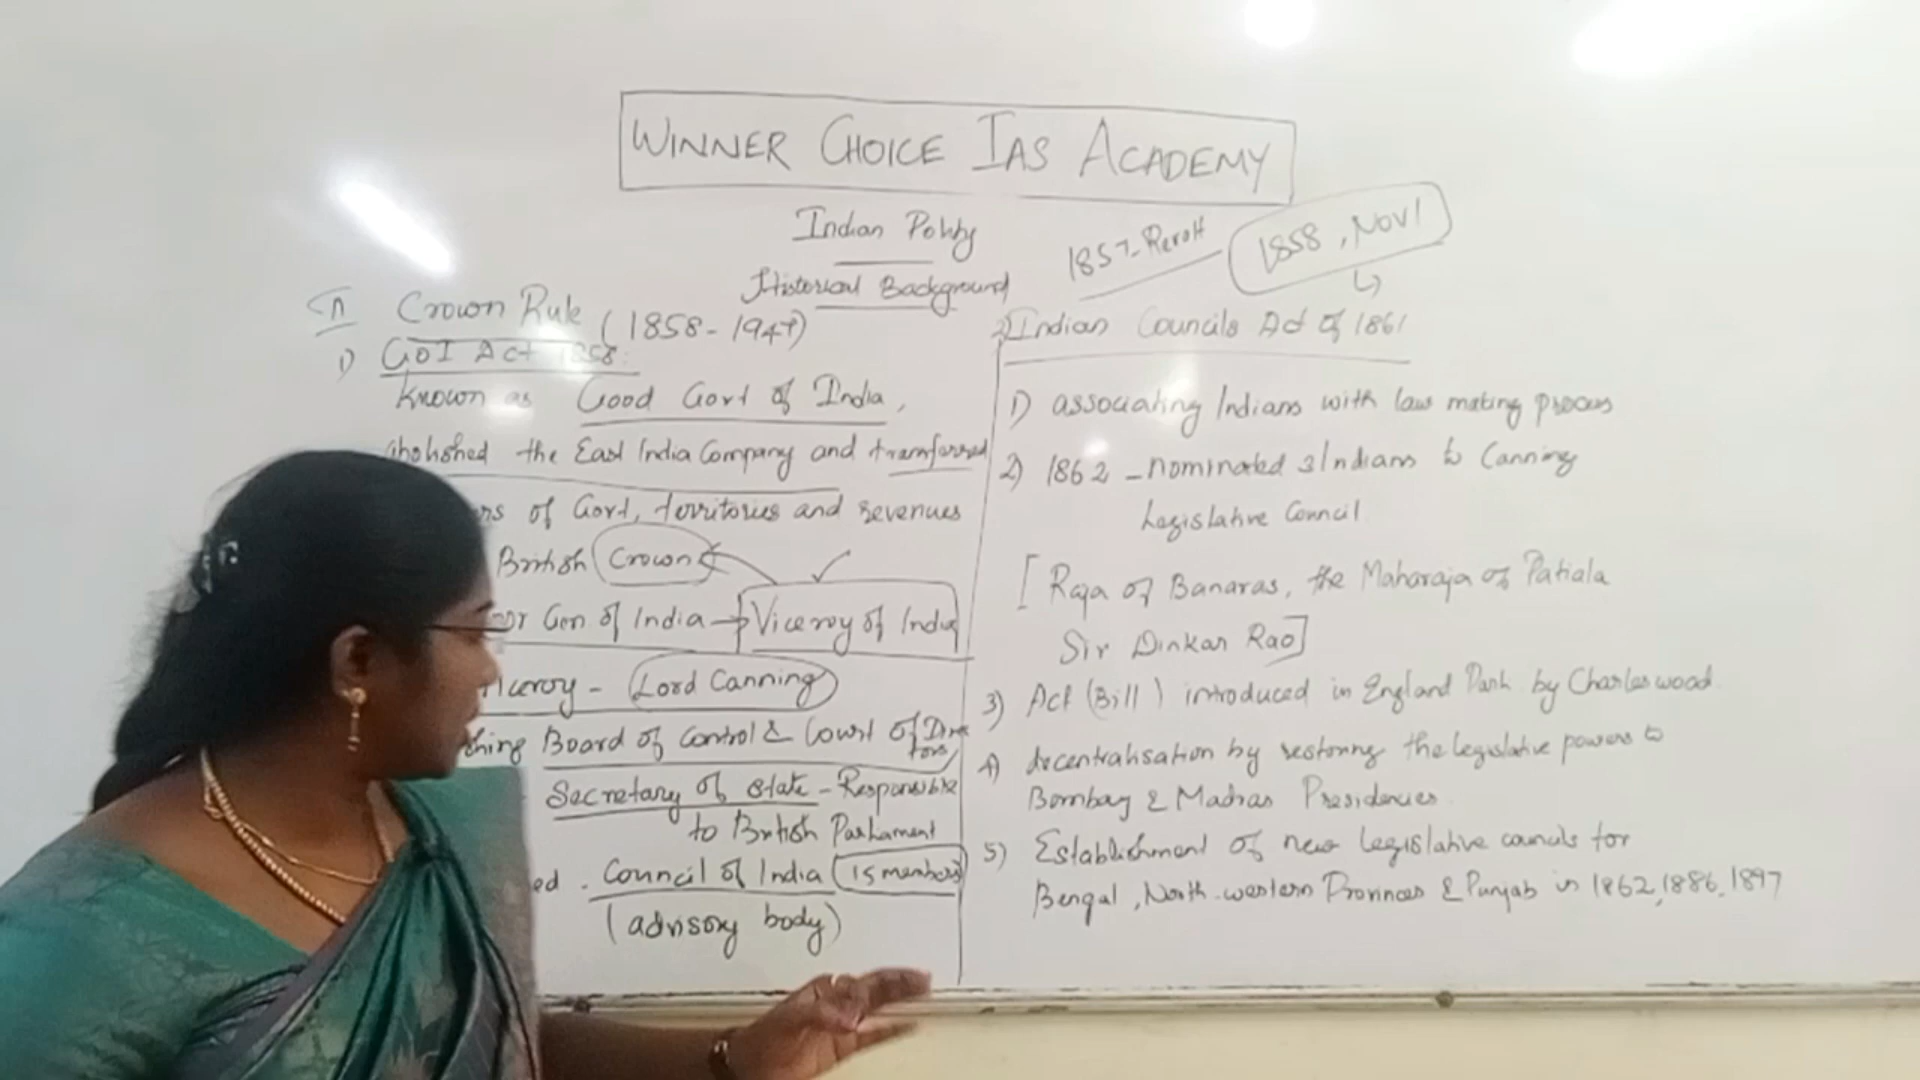 WINNER CHOICE IAS ACADEMY
Indian Polity
Historical Background
1857-Revolt
1858, NOV 1
II Crown Rule (1858-1947)
1) GOI Act 1858:
known as Good Govt of India,
abolished the East India Company and transferred
of Govt, territories and revenues
British Crown
Gen of India → Viceroy of India
Viceroy - Lord Canning
Board of Control & Court of Directors
Secretary of State - Responsible
to British Parliament
Council of India (15 members)
(advisory body)
2) Indian Councils Act of 1861
1) associating Indians with law making process
2) 1862 - nominated 3 Indians to Canning
Legislative Council
[Raja of Banaras, the Maharaja of Patiala
Sir Dinkar Rao]
3) Act (Bill) introduced in England Parli by Charles wood
4) decentralisation by restoring the legislative powers to
Bombay & Madras Presidencies.
5) Establishment of new legislative councils for
Bengal, North-western Provinces & Punjab in 1862, 1886, 1897